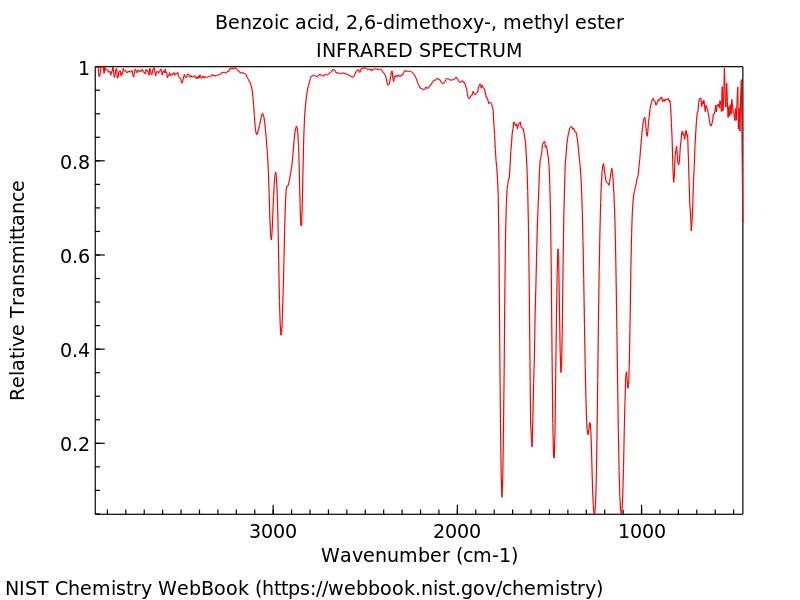 Benzoic acid, 2,6-dimethoxy-, methyl ester
INFRARED SPECTRUM
1
0.8
0.6
0.4
0.2
Relative Transmittance
3000 2000 1000
Wavenumber (cm-1)
NIST Chemistry WebBook (https://webbook.nist.gov/chemistry)